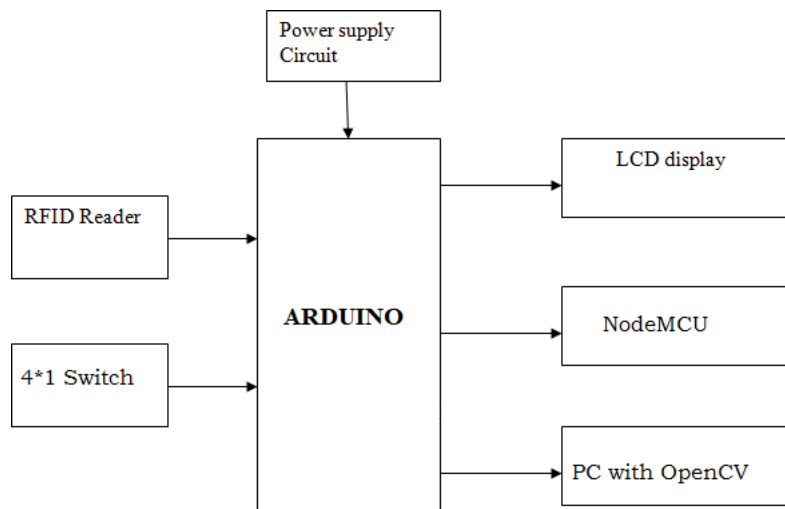 Power supply
Circuit
LCD display
RFID Reader
ARDUINO
NodeMCU
4*1 Switch
PC with OpenCV